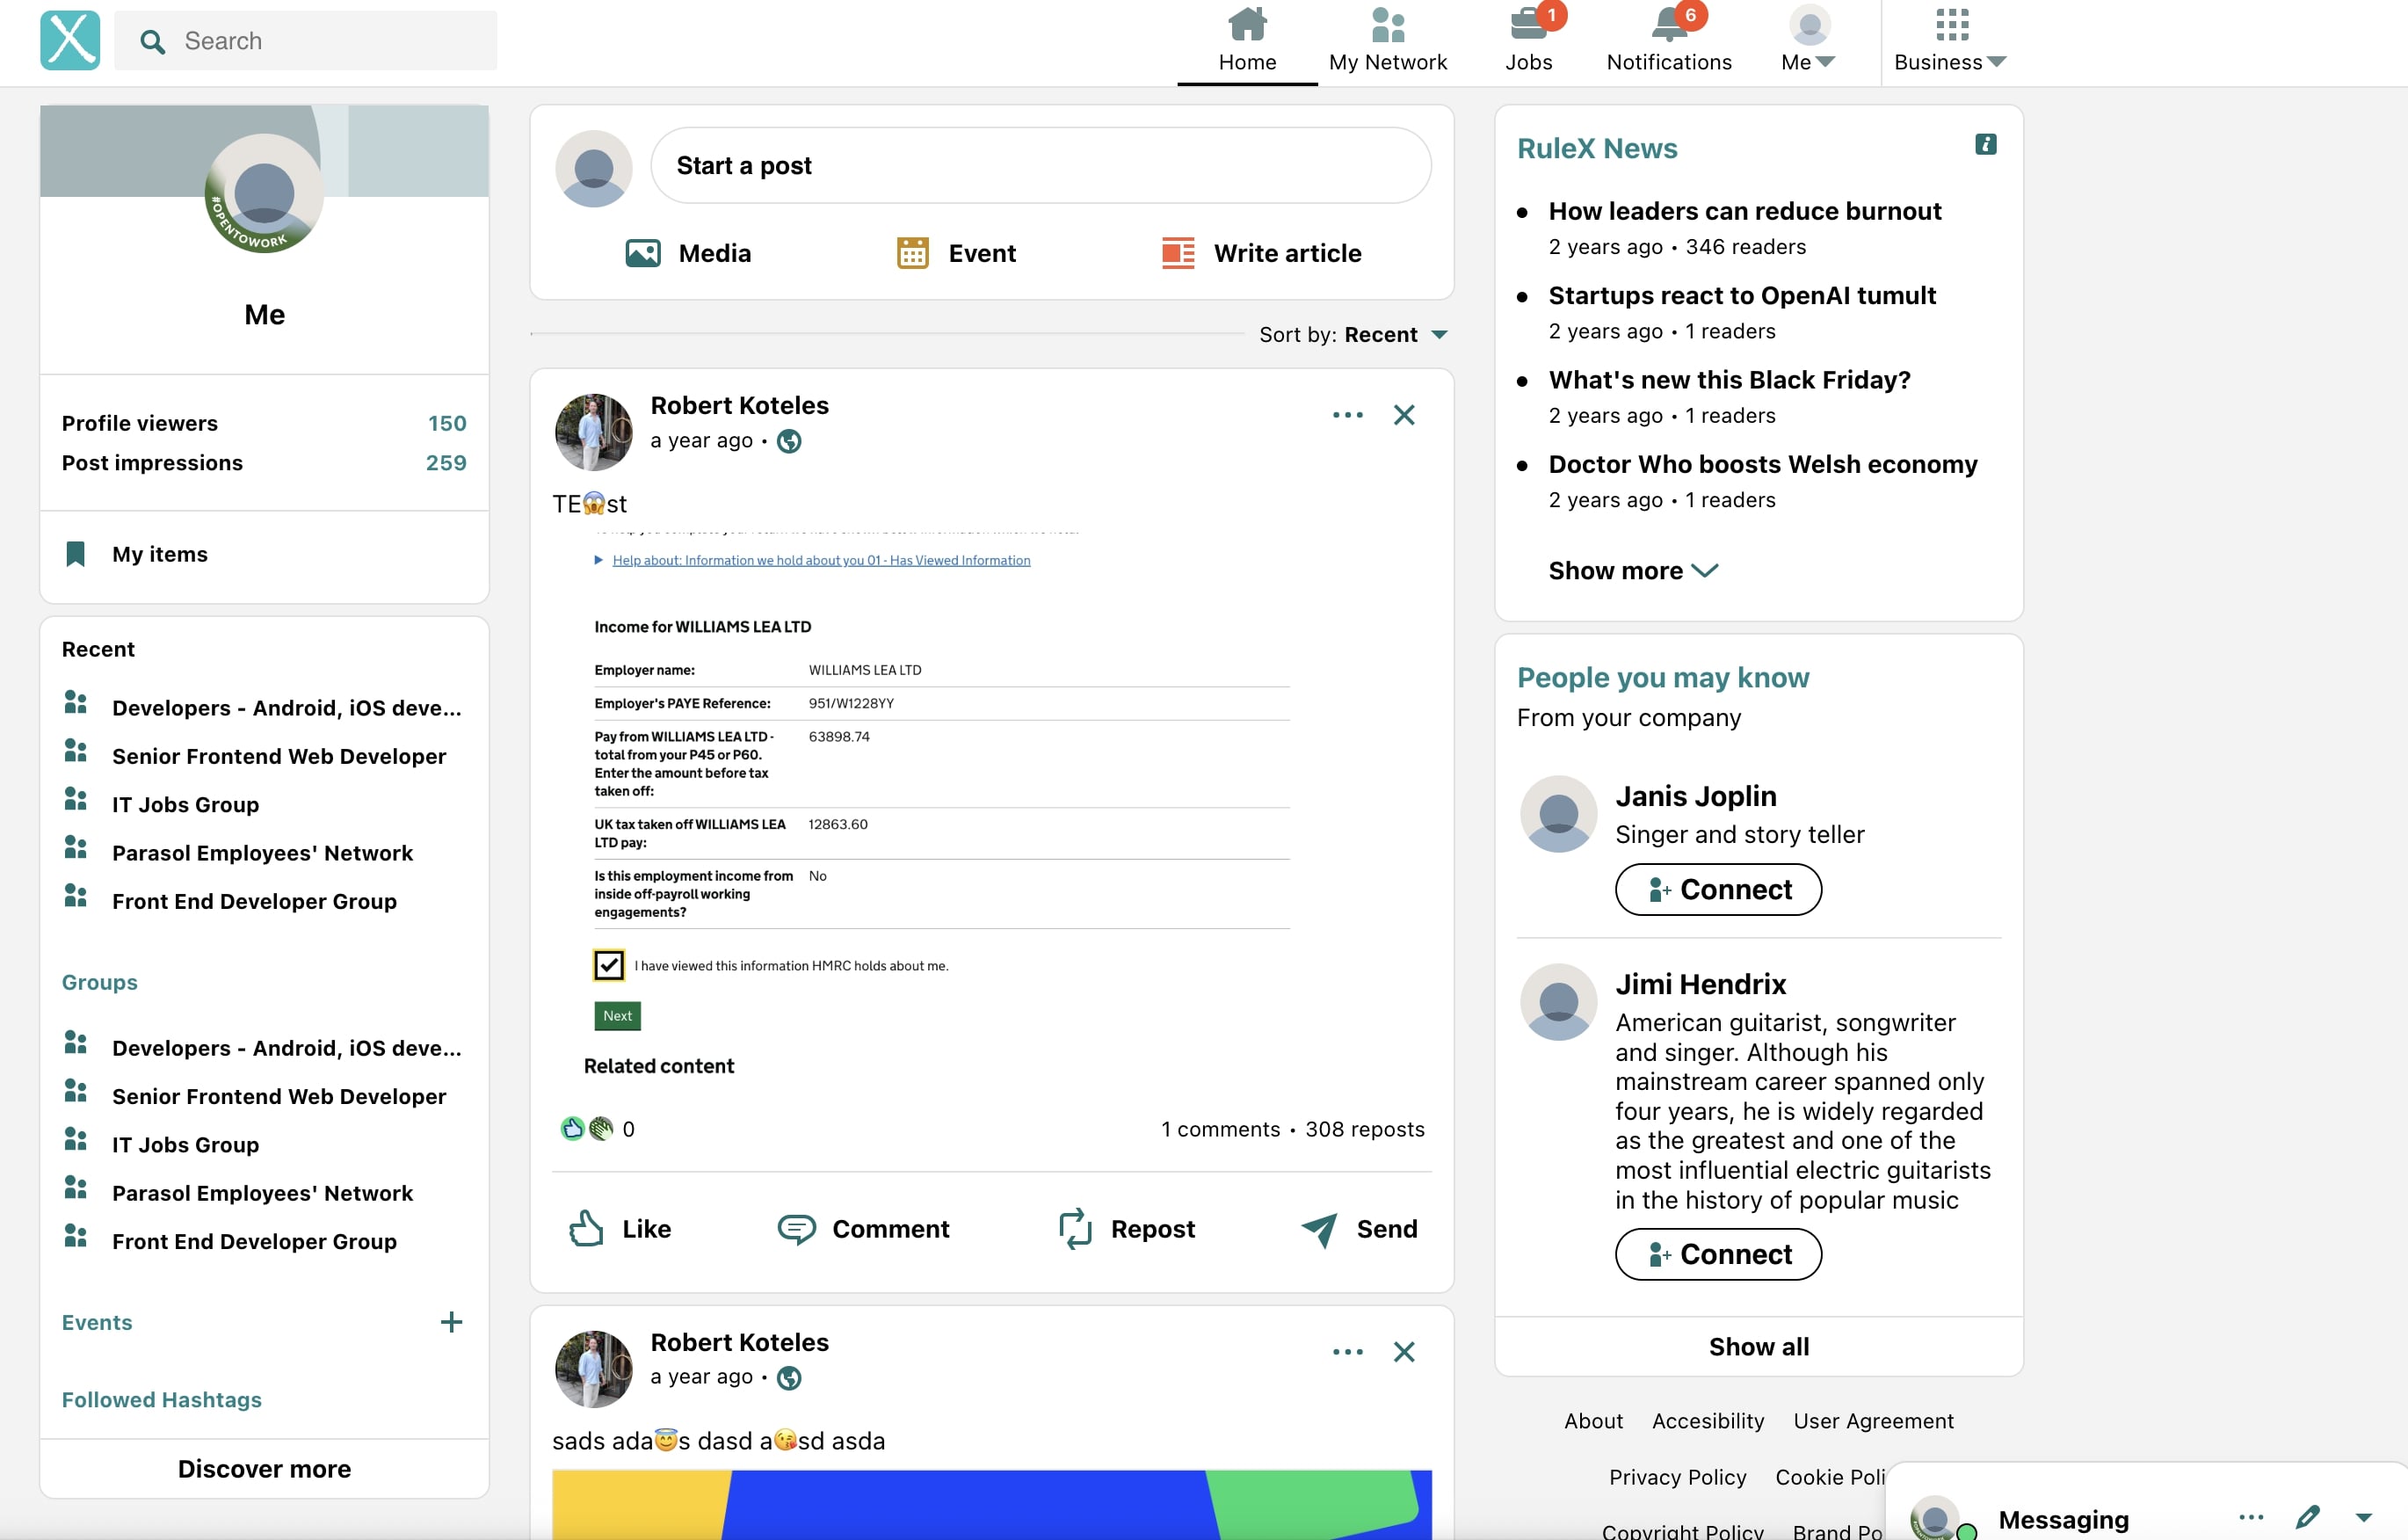 Search
Home
My Network
1
Jobs
6
Notifications
Me
Business
#OPENTOWORK
Me
Profile viewers 150
Post impressions 259
My items
Recent
Developers - Android, iOS deve...
Senior Frontend Web Developer
IT Jobs Group
Parasol Employees' Network
Front End Developer Group
Groups
Developers - Android, iOS deve...
Senior Frontend Web Developer
IT Jobs Group
Parasol Employees' Network
Front End Developer Group
Events
Followed Hashtags
Discover more
Start a post
Media
Event
Write article
Sort by: Recent
Robert Koteles
a year ago •
TE😱st
Help about: Information we hold about you 01 - Has Viewed Information
Income for WILLIAMS LEA LTD
Employer name: WILLIAMS LEA LTD
Employer's PAYE Reference: 951/W1228YY
Pay from WILLIAMS LEA LTD - 63898.74
total from your P45 or P60.
Enter the amount before tax
taken off:
UK tax taken off WILLIAMS LEA 12863.60
LTD pay:
Is this employment income from No
inside off-payroll working
engagements?
I have viewed this information HMRC holds about me.
Next
Related content
0
1 comments • 308 reposts
Like
Comment
Repost
Send
Robert Koteles
a year ago •
sads ada😇s dasd a😘sd asda
RuleX News
How leaders can reduce burnout
2 years ago • 346 readers
Startups react to OpenAI tumult
2 years ago • 1 readers
What's new this Black Friday?
2 years ago • 1 readers
Doctor Who boosts Welsh economy
2 years ago • 1 readers
Show more
People you may know
From your company
Janis Joplin
Singer and story teller
Connect
Jimi Hendrix
American guitarist, songwriter
and singer. Although his
mainstream career spanned only
four years, he is widely regarded
as the greatest and one of the
most influential electric guitarists
in the history of popular music
Connect
Show all
About Accesibility User Agreement
Privacy Policy Cookie Poli
Copyright Policy Brand Po
Messaging